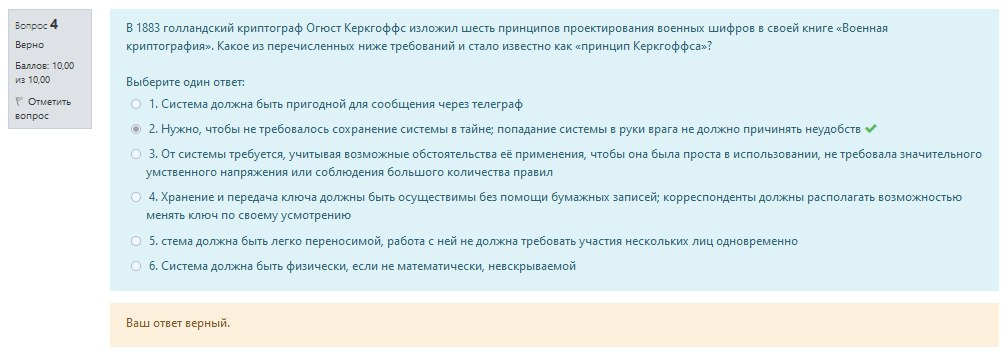 Вопрос 4
Верно
Баллов: 10,00
из 10,00
Отметить
вопрос
В 1883 голландский криптограф Огюст Керкгоффс изложил шесть принципов проектирования военных шифров в своей книге «Военная
криптография». Какое из перечисленных ниже требований и стало известно как «принцип Керкгоффса»?
Выберите один ответ:
1. Система должна быть пригодной для сообщения через телеграф
2. Нужно, чтобы не требовалось сохранение системы в тайне; попадание системы в руки врага не должно причинять неудобств
3. От системы требуется, учитывая возможные обстоятельства её применения, чтобы она была проста в использовании, не требовала значительного
умственного напряжения или соблюдения большого количества правил
4. Хранение и передача ключа должны быть осуществимы без помощи бумажных записей; корреспонденты должны располагать возможностью
менять ключ по своему усмотрению
5. стема должна быть легко переносимой, работа с ней не должна требовать участия нескольких лиц одновременно
6. Система должна быть физически, если не математически, невскрываемой
Ваш ответ верный.